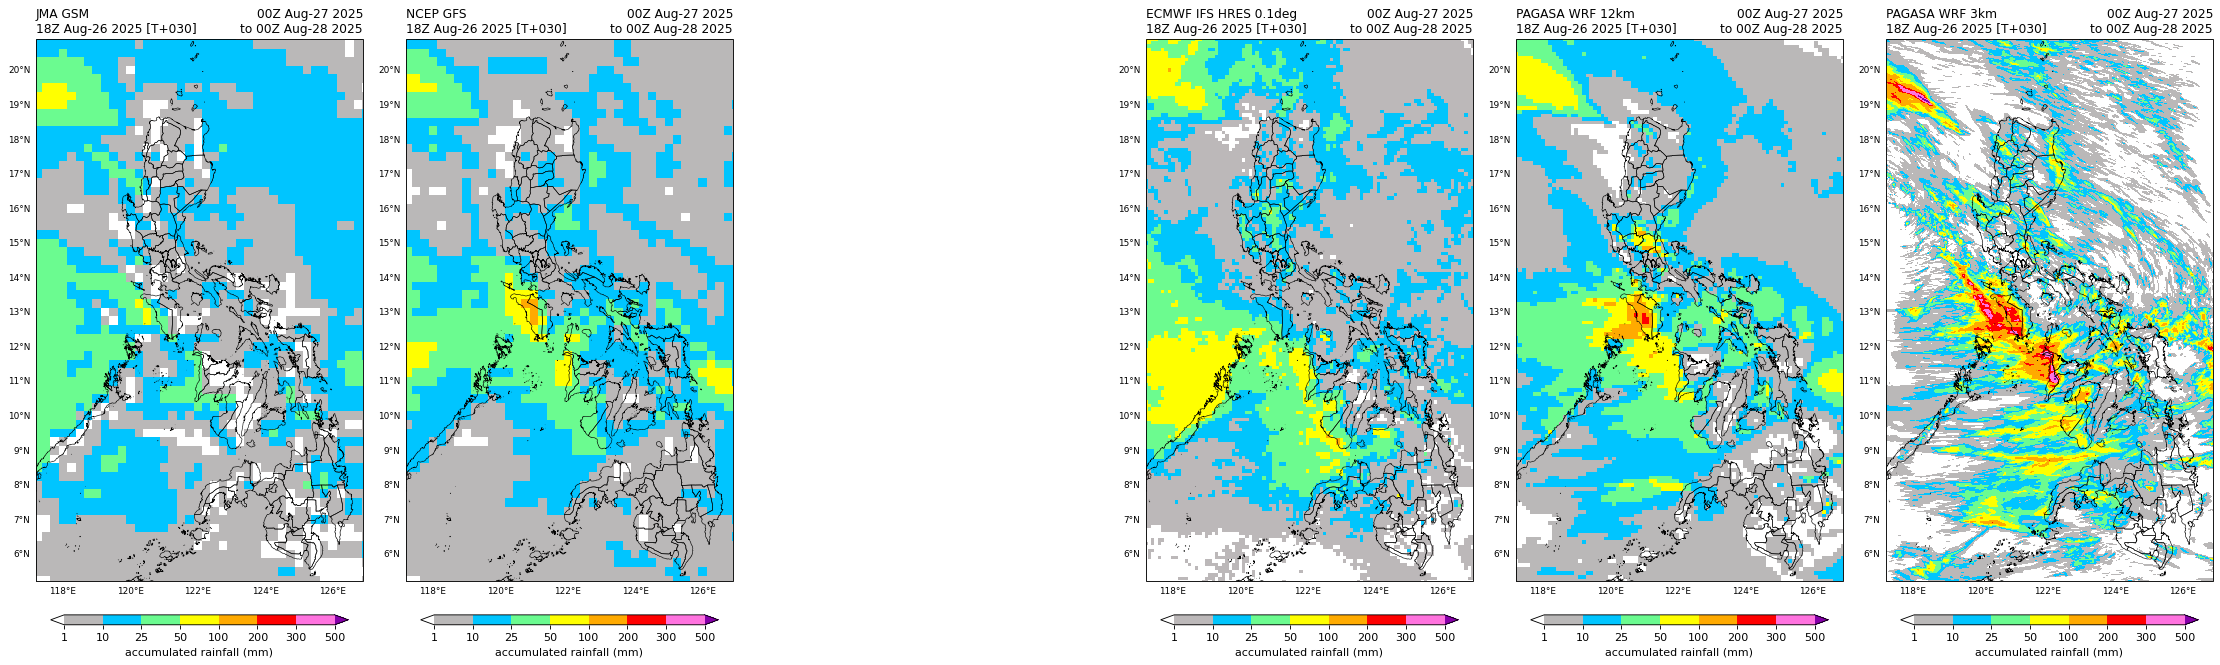 JMA GSM 00Z Aug-27 2025
18Z Aug-26 2025 [T+030] to 00Z Aug-28 2025
20°N
19°N
18°N
17°N
16°N
15°N
14°N
13°N
12°N
11°N
10°N
9°N
8°N
7°N
6°N
118°E 120°E 122°E 124°E 126°E
1 10 25 50 100 200 300 500
accumulated rainfall (mm)
NCEP GFS 00Z Aug-27 2025
18Z Aug-26 2025 [T+030] to 00Z Aug-28 2025
20°N
19°N
18°N
17°N
16°N
15°N
14°N
13°N
12°N
11°N
10°N
9°N
8°N
7°N
6°N
118°E 120°E 122°E 124°E 126°E
1 10 25 50 100 200 300 500
accumulated rainfall (mm)
ECMWF IFS HRES 0.1deg 00Z Aug-27 2025
18Z Aug-26 2025 [T+030] to 00Z Aug-28 2025
20°N
19°N
18°N
17°N
16°N
15°N
14°N
13°N
12°N
11°N
10°N
9°N
8°N
7°N
6°N
118°E 120°E 122°E 124°E 126°E
1 10 25 50 100 200 300 500
accumulated rainfall (mm)
PAGASA WRF 12km 00Z Aug-27 2025
18Z Aug-26 2025 [T+030] to 00Z Aug-28 2025
20°N
19°N
18°N
17°N
16°N
15°N
14°N
13°N
12°N
11°N
10°N
9°N
8°N
7°N
6°N
118°E 120°E 122°E 124°E 126°E
1 10 25 50 100 200 300 500
accumulated rainfall (mm)
PAGASA WRF 3km 00Z Aug-27 2025
18Z Aug-26 2025 [T+030] to 00Z Aug-28 2025
20°N
19°N
18°N
17°N
16°N
15°N
14°N
13°N
12°N
11°N
10°N
9°N
8°N
7°N
6°N
118°E 120°E 122°E 124°E 126°E
1 10 25 50 100 200 300 500
accumulated rainfall (mm)